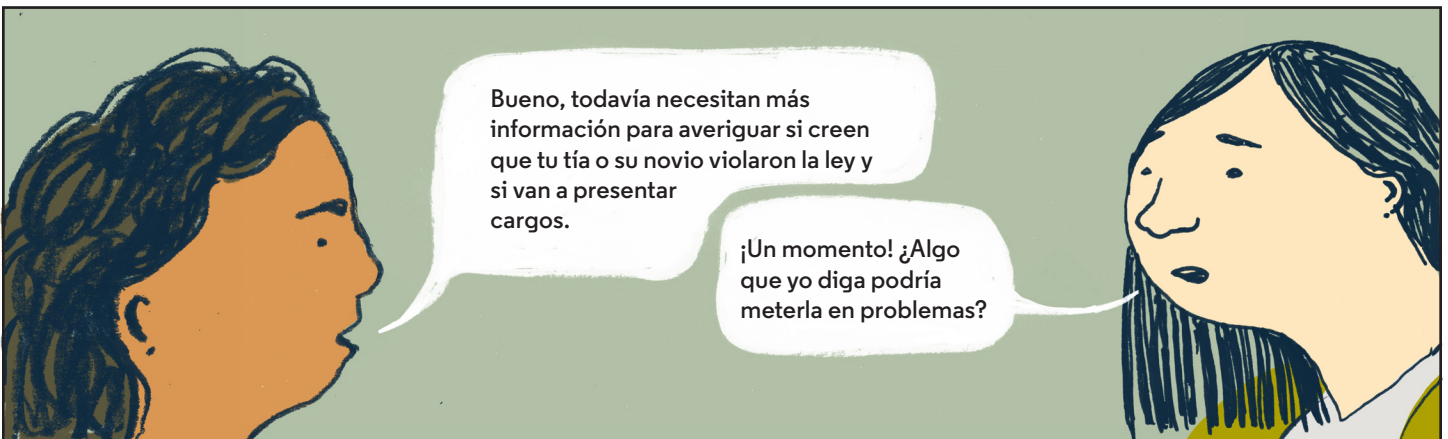 Bueno, todavía necesitan más
información para averiguar si creen
que tu tía o su novio violaron la ley y
si van a presentar
cargos.
¡Un momento! ¿Algo
que yo diga podría
meterla en problemas?